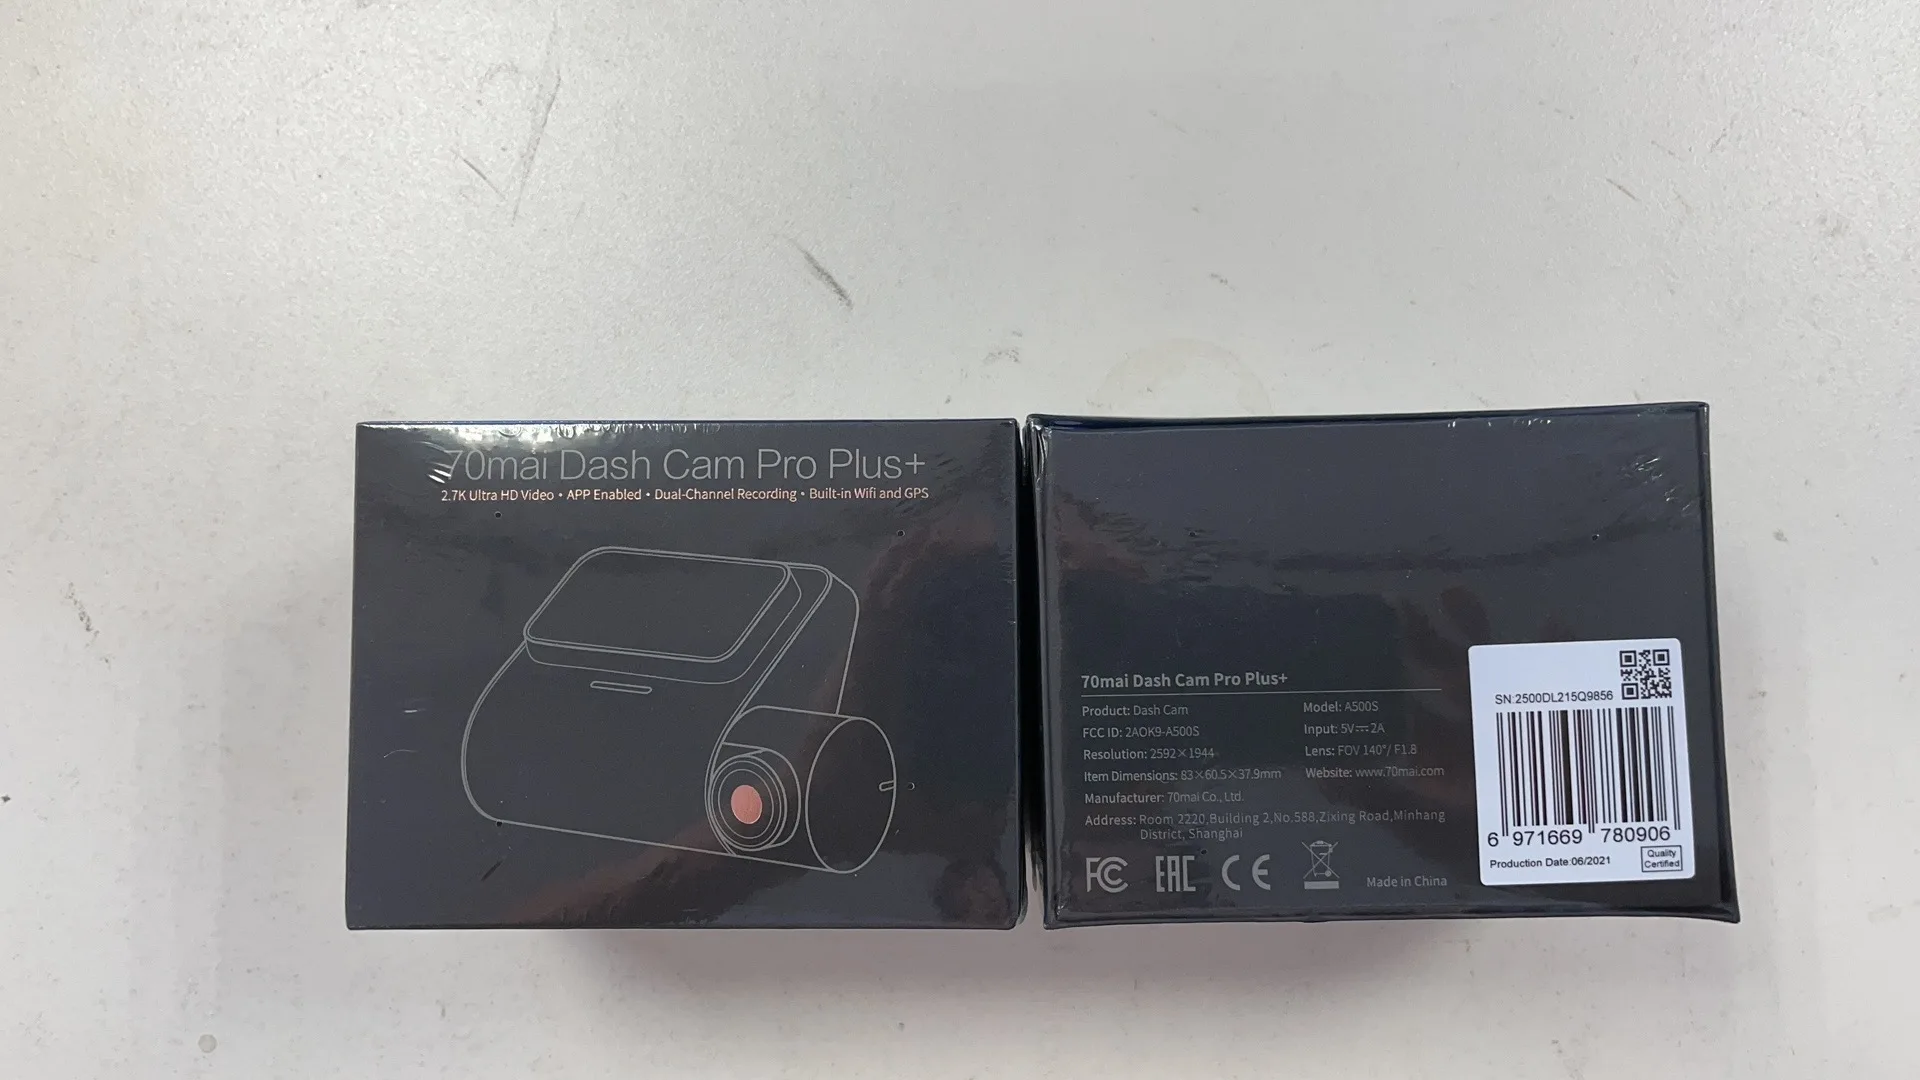 70mai Dash Cam Pro Plus+
2.7K Ultra HD Video • APP Enabled • Dual-Channel Recording • Built-in Wifi and GPS
70mai Dash Cam Pro Plus+
Product: Dash Cam
Model: A500S
FCC ID: 2AOK9-A500S
Input: 5V⎓2A
Resolution: 2592×1944
Lens: FOV 140°/ F1.8
Item Dimensions: 83×60.5×37.9mm
Website: www.70mai.com
Manufacturer: 70mai Co., Ltd.
Address: Room 2220,Building 2,No.588,Zixing Road,Minhang
District, Shanghai
FC EAC CE
Made in China
SN:2500DL215Q9856
6 971669 780906
Production Date:06/2021
Quality
Certified